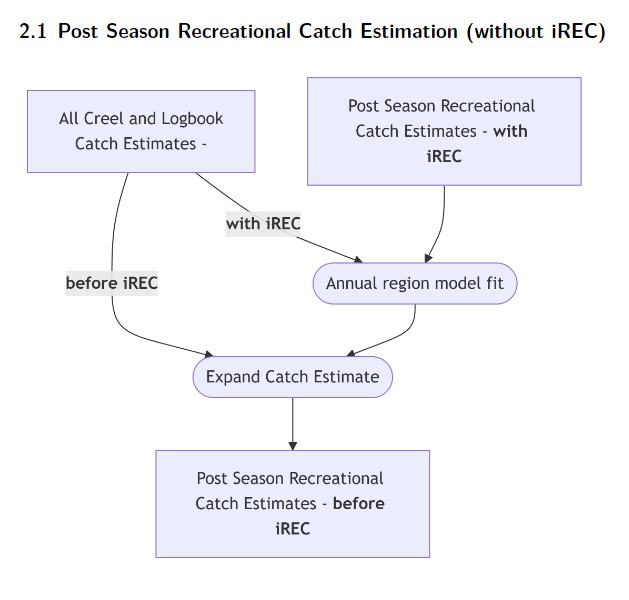 2.1 Post Season Recreational Catch Estimation (without iREC)
All Creel and Logbook
Catch Estimates -
Post Season Recreational
Catch Estimates - with
iREC
with iREC
before iREC
Annual region model fit
Expand Catch Estimate
Post Season Recreational
Catch Estimates - before
iREC